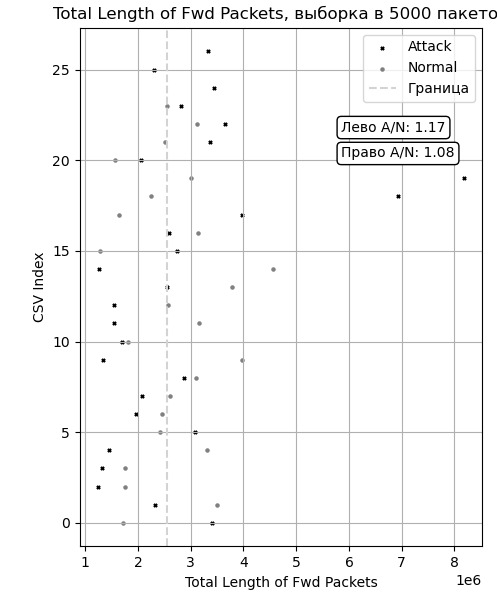 Total Length of Fwd Packets, выборка в 5000 пакето
Attack
Normal
Граница
Лево A/N: 1.17
Право A/N: 1.08
25
20
15
10
5
0
CSV Index
1 2 3 4 5 6 7 8
1e6
Total Length of Fwd Packets